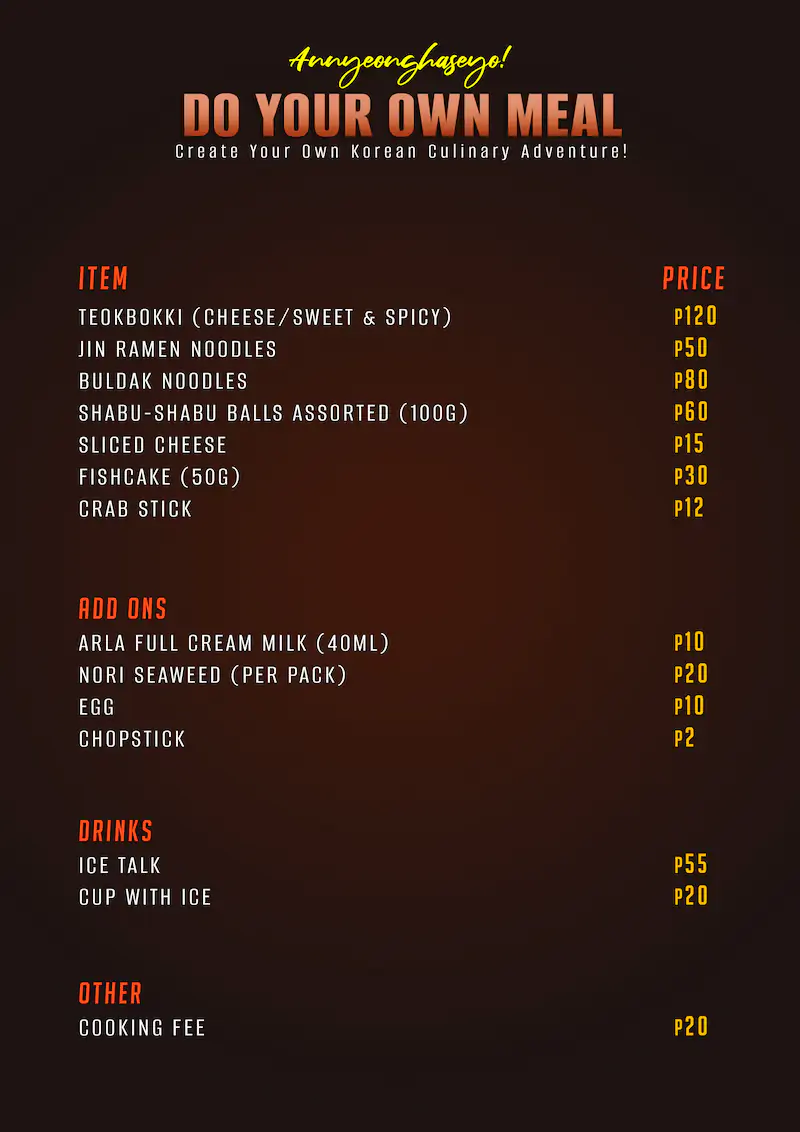 Annyeonghaseyo!
DO YOUR OWN MEAL
Create Your Own Korean Culinary Adventure!
ITEM PRICE
TEOKBOKKI (CHEESE/SWEET & SPICY) P120
JIN RAMEN NOODLES P50
BULDAK NOODLES P80
SHABU-SHABU BALLS ASSORTED (100G) P60
SLICED CHEESE P15
FISHCAKE (50G) P30
CRAB STICK P12
ADD ONS
ARLA FULL CREAM MILK (40ML) P10
NORI SEAWEED (PER PACK) P20
EGG P10
CHOPSTICK P2
DRINKS
ICE TALK P55
CUP WITH ICE P20
OTHER
COOKING FEE P20